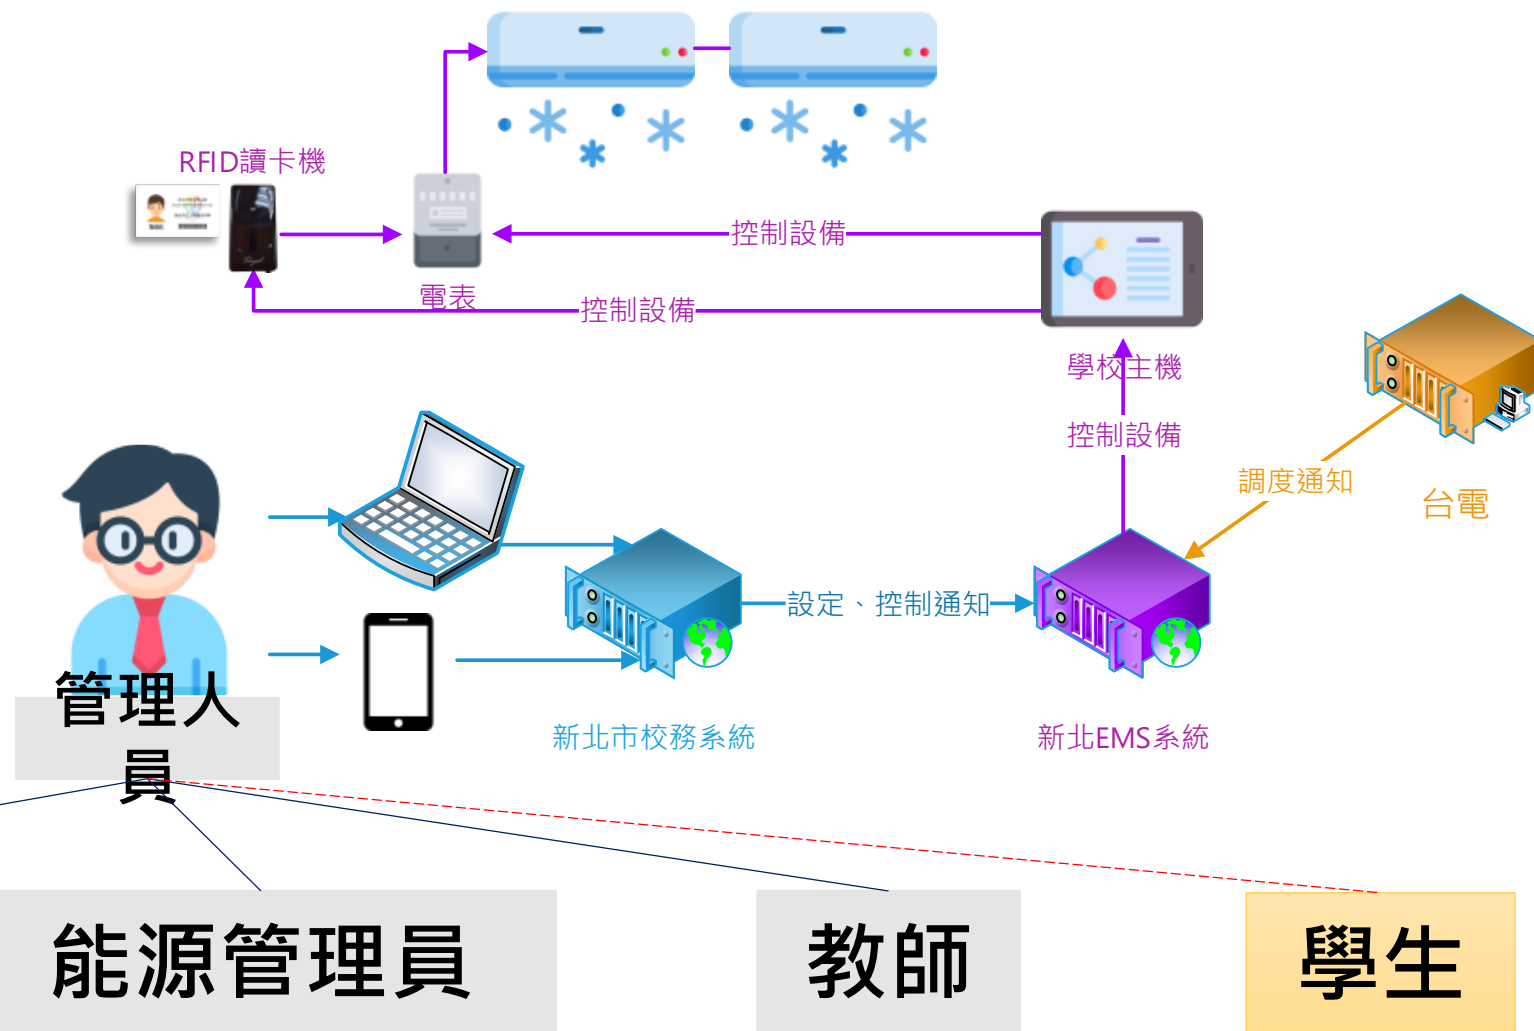 RFID讀卡機
控制設備
電表
控制設備
學校主機
控制設備
調度通知
台電
設定、控制通知
管理人
員
新北市校務系統
新北EMS系統
能源管理員
教師
學生